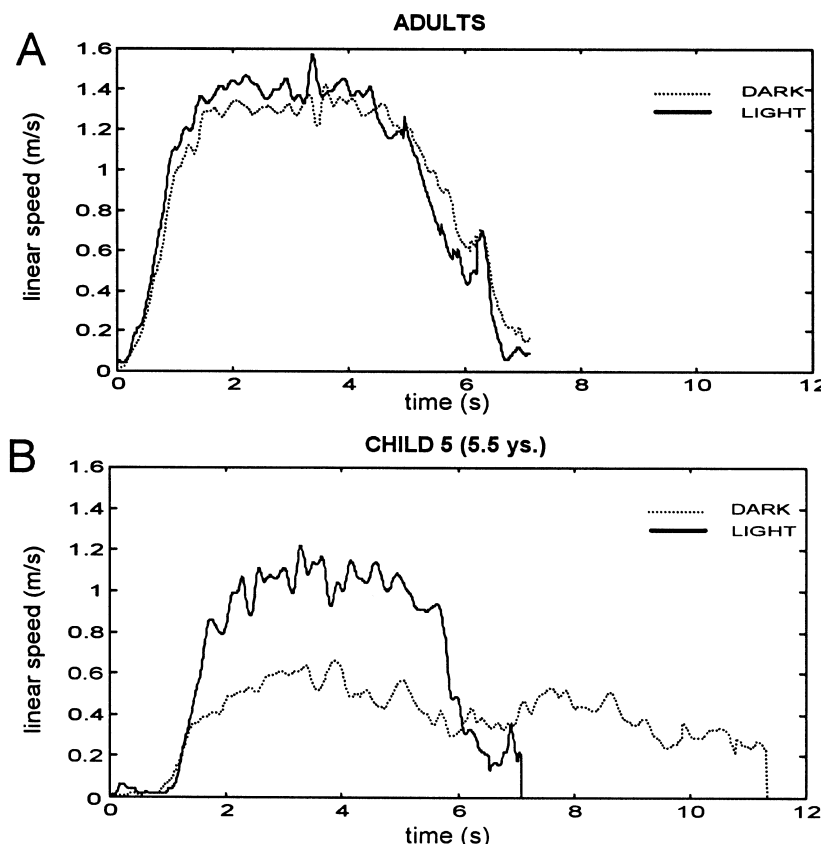 A
ADULTS
linear speed (m/s)
1.6
1.4
1.2
1
0.8
0.6
0.4
0.2
0
DARK
LIGHT
0 2 4 6 8 10 12
time (s)
B
CHILD 5 (5.5 ys.)
linear speed (m/s)
1.6
1.4
1.2
1
0.8
0.6
0.4
0.2
0
DARK
LIGHT
0 2 4 6 8 10 12
time (s)